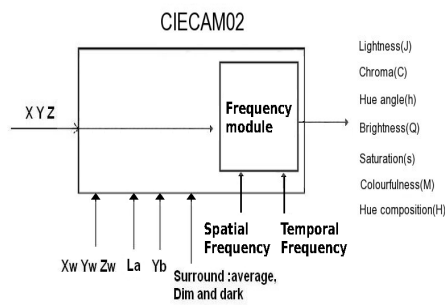 CIECAM02
X Y Z
Frequency
module
Lightness(J)
Chroma(C)
Hue angle(h)
Brightness(Q)
Saturation(s)
Colourfulness(M)
Hue composition(H)
Spatial
Frequency
Temporal
Frequency
Xw Yw Zw
La
Yb
Surround :average,
Dim and dark